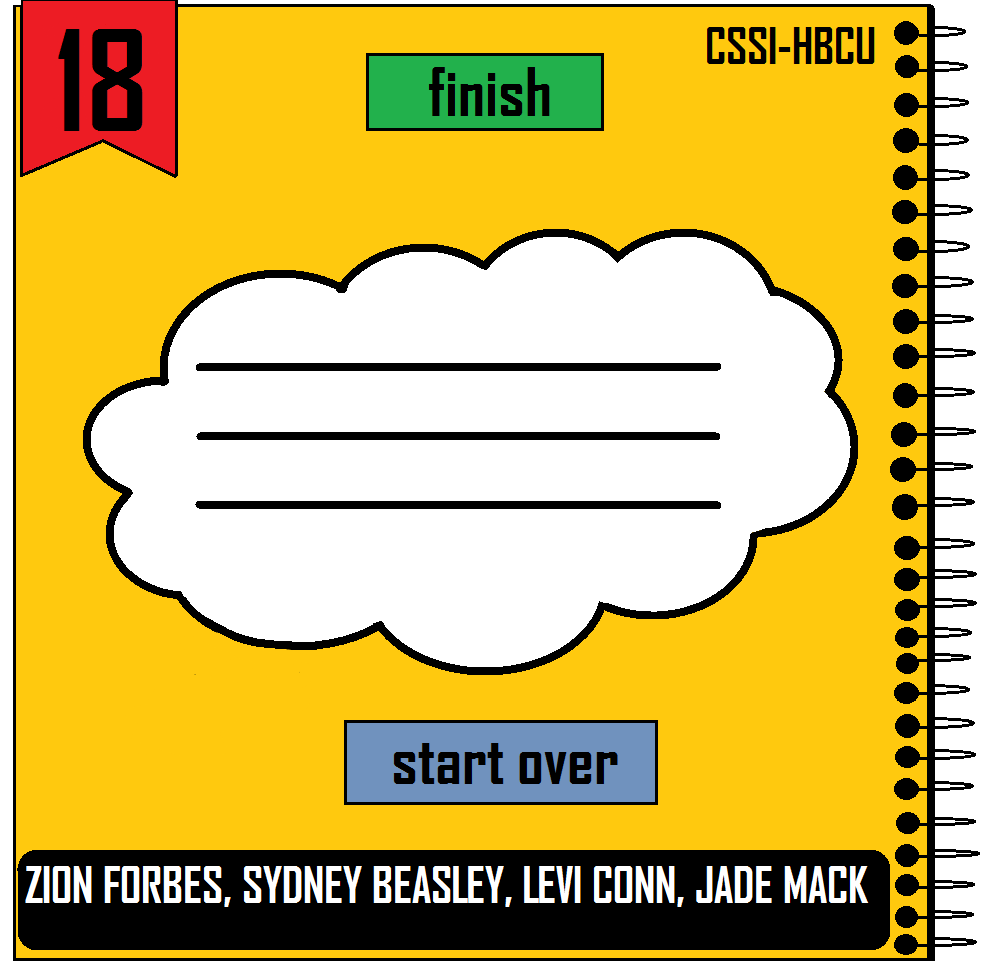 18
CSSI-HBCU
finish
start over
ZION FORBES, SYDNEY BEASLEY, LEVI CONN, JADE MACK